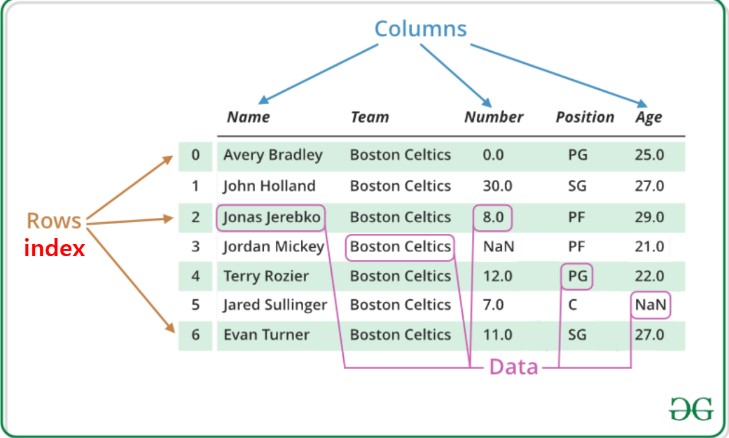 Columns
Name Team Number Position Age
0 Avery Bradley Boston Celtics 0.0 PG 25.0
1 John Holland Boston Celtics 30.0 SG 27.0
2 Jonas Jerebko Boston Celtics 8.0 PF 29.0
3 Jordan Mickey Boston Celtics NaN PF 21.0
4 Terry Rozier Boston Celtics 12.0 PG 22.0
5 Jared Sullinger Boston Celtics 7.0 C NaN
6 Evan Turner Boston Celtics 11.0 SG 27.0
Rows
index
Data